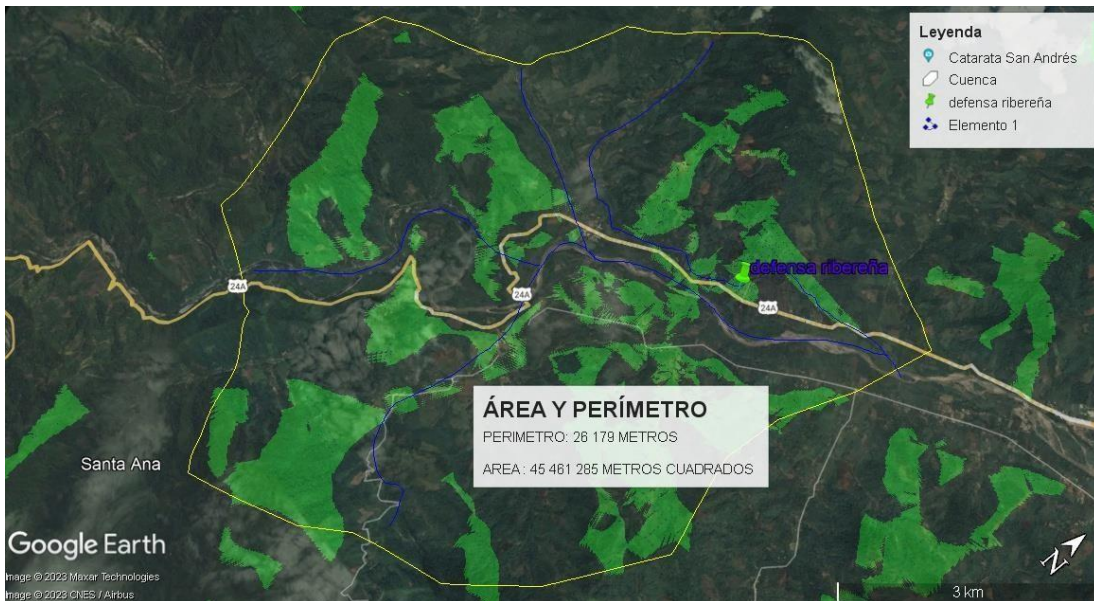 Leyenda
Catarata San Andrés
Cuenca
defensa ribereña
Elemento 1
defensa ribereña
24A
24A
24A
ÁREA Y PERÍMETRO
PERIMETRO: 26 179 METROS
AREA : 45 461 285 METROS CUADRADOS
Santa Ana
Google Earth
Image © 2023 Maxar Technologies
Image © 2023 CNES / Airbus
N
3 km